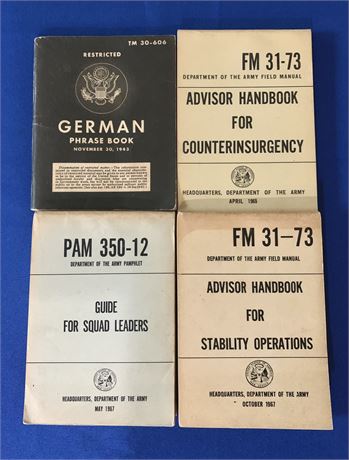 TM 30-606
RESTRICTED
GERMAN
PHRASE BOOK
NOVEMBER 30, 1943
FM 31-73
DEPARTMENT OF THE ARMY FIELD MANUAL
ADVISOR HANDBOOK
FOR
COUNTERINSURGENCY
HEADQUARTERS, DEPARTMENT OF THE ARMY
APRIL 1965
PAM 350-12
DEPARTMENT OF THE ARMY PAMPHLET
GUIDE
FOR SQUAD LEADERS
HEADQUARTERS, DEPARTMENT OF THE ARMY
MAY 1967
FM 31—73
DEPARTMENT OF THE ARMY FIELD MANUAL
ADVISOR HANDBOOK
FOR
STABILITY OPERATIONS
HEADQUARTERS, DEPARTMENT OF THE ARMY
OCTOBER 1967